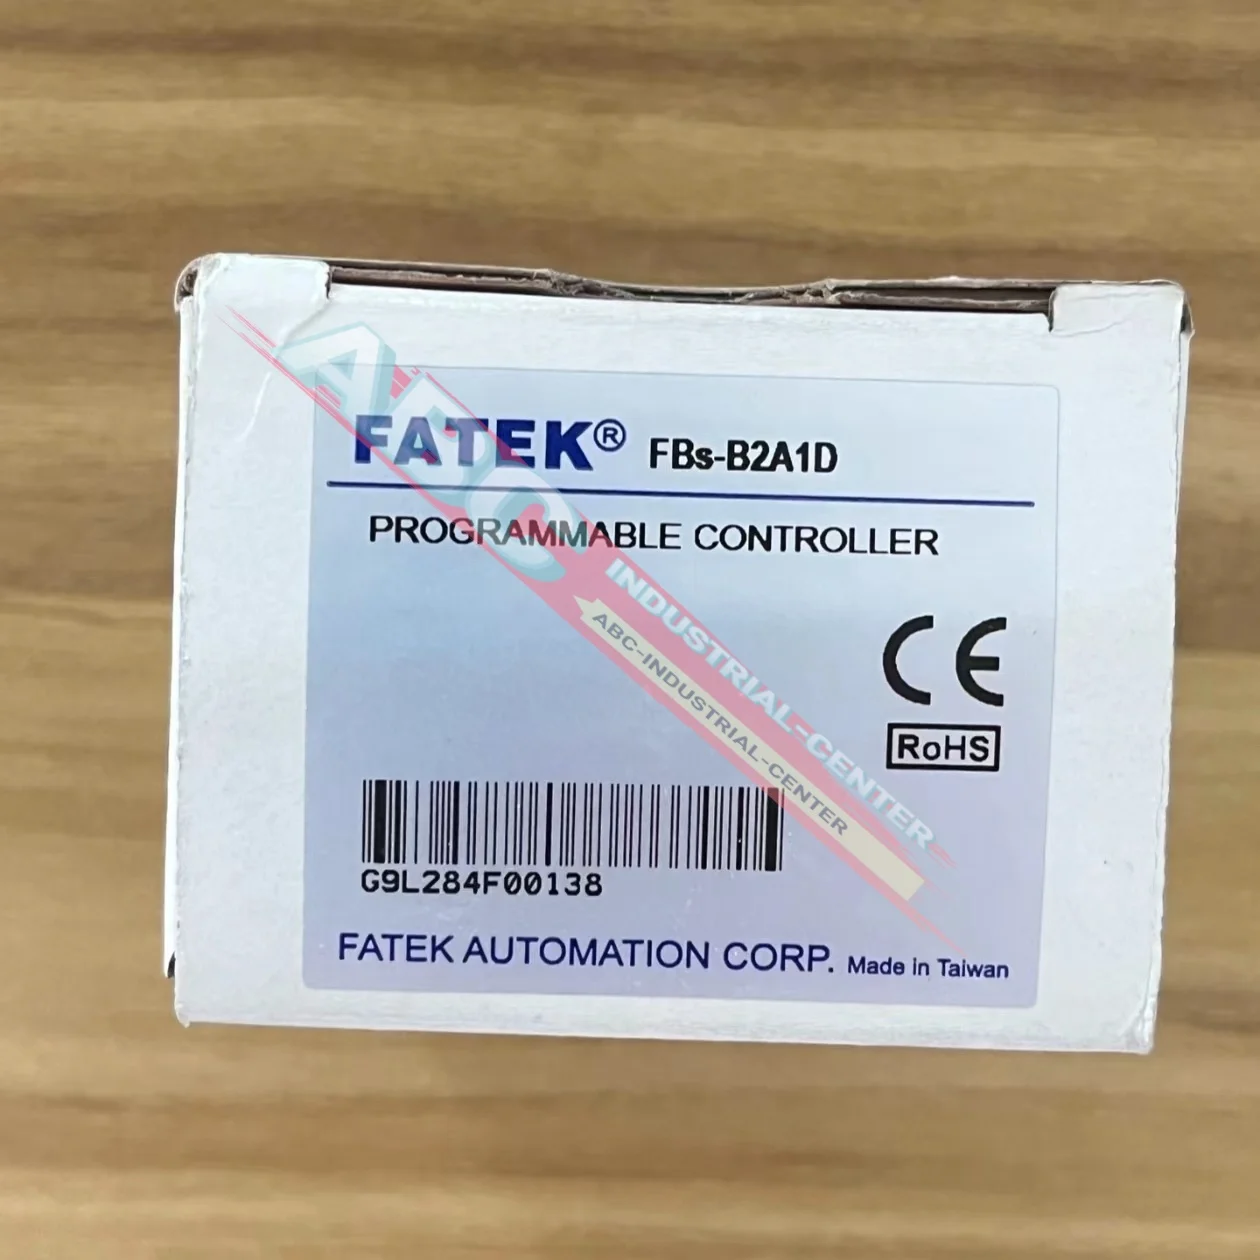 FATEK® FBs-B2A1D
PROGRAMMABLE CONTROLLER
CE
RoHS
G9L284F00138
FATEK AUTOMATION CORP. Made in Taiwan
ABC INDUSTRIAL-CENTER
ABC-INDUSTRIAL-CENTER